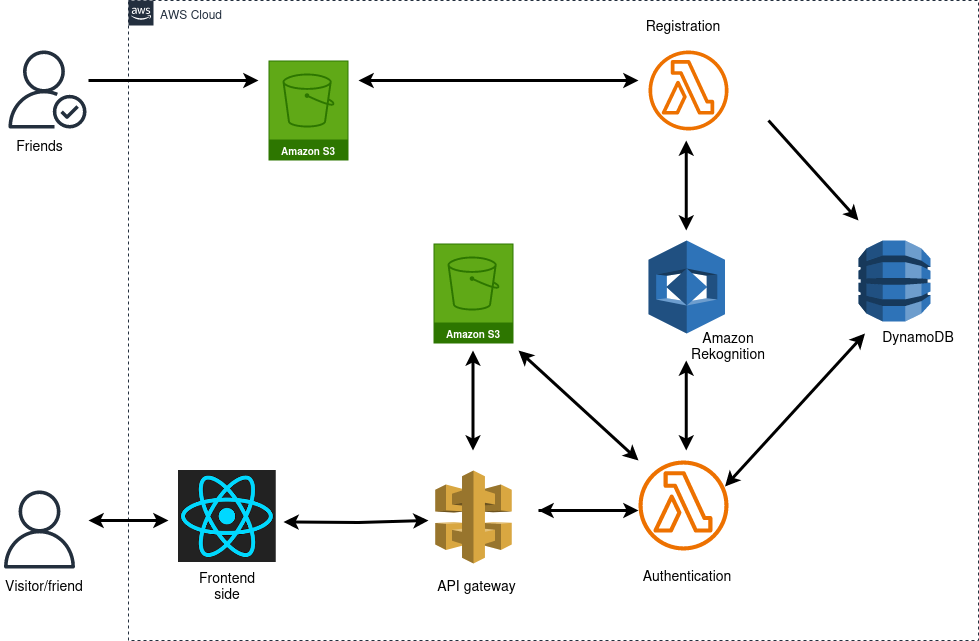 aws
AWS Cloud
Registration
Friends
Amazon S3
Amazon S3
Amazon
Rekognition
DynamoDB
Visitor/friend
Frontend
side
API gateway
Authentication